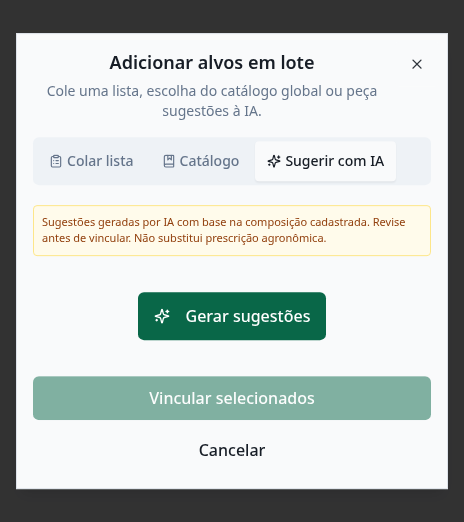 Adicionar alvos em lote
Cole uma lista, escolha do catálogo global ou peça
sugestões à IA.
Colar lista
Catálogo
Sugerir com IA
Sugestões geradas por IA com base na composição cadastrada. Revise
antes de vincular. Não substitui prescrição agronômica.
Gerar sugestões
Vincular selecionados
Cancelar